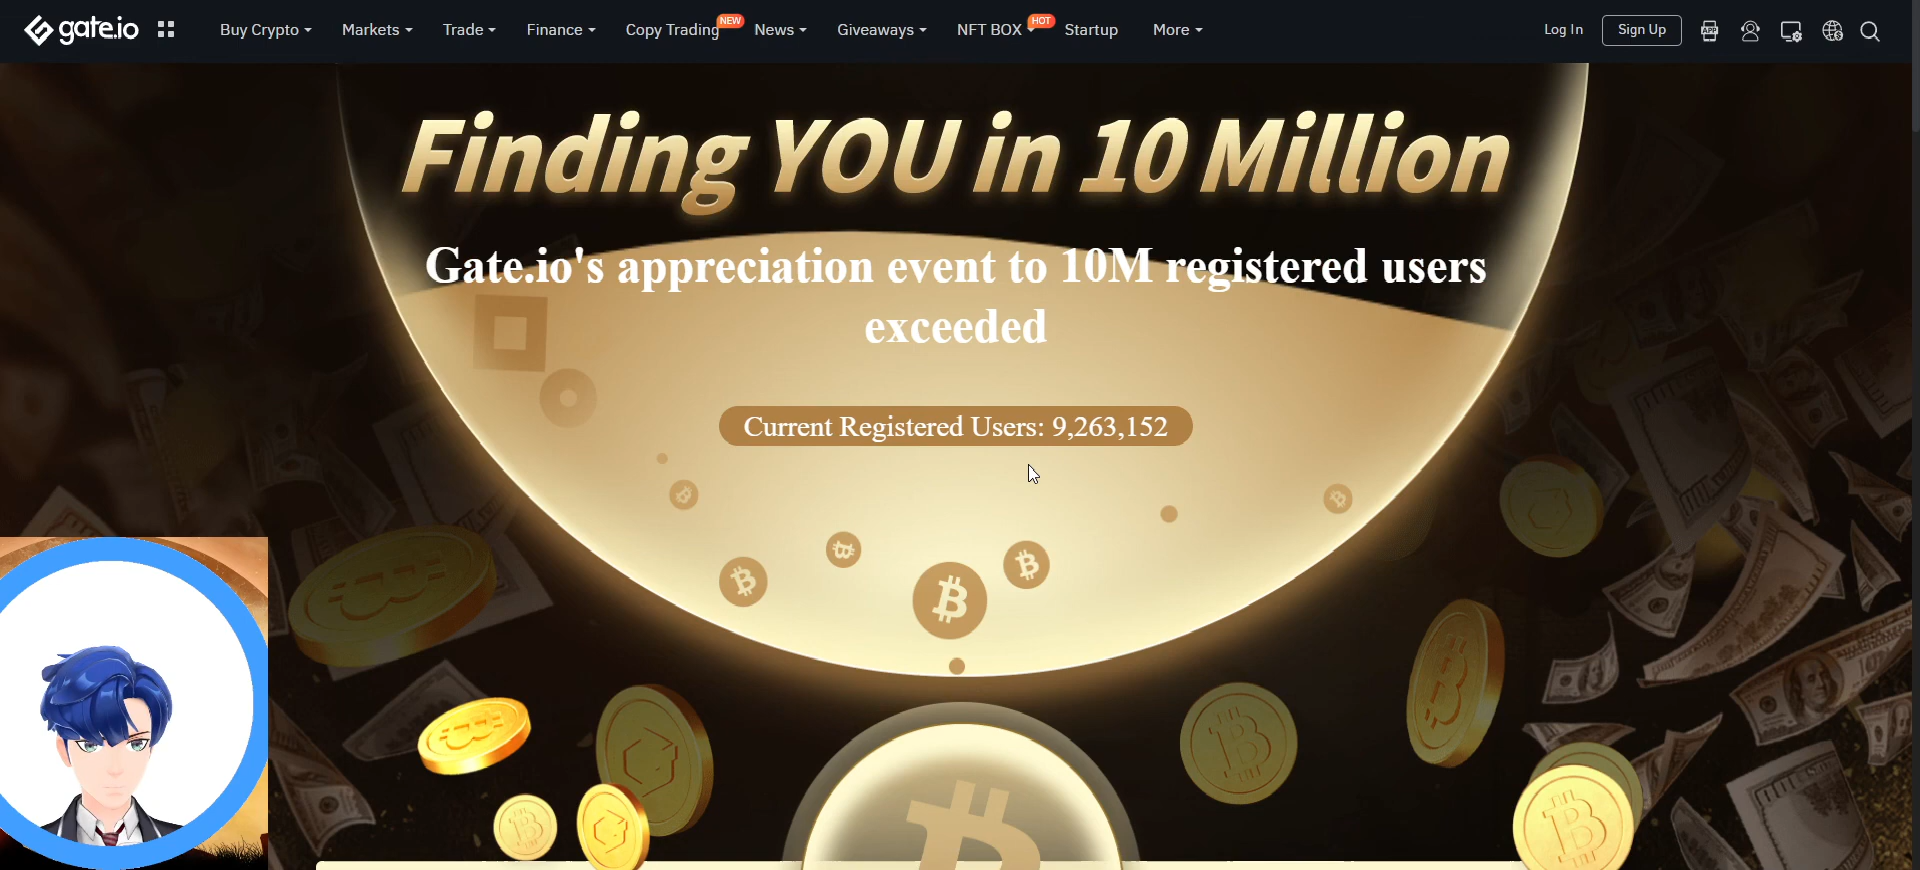 gate.io
Buy Crypto
Markets
Trade
Finance
Copy Trading
NEW
News
Giveaways
NFT BOX
HOT
Startup
More
Log In
Sign Up
APP
Finding YOU in 10 Million
Gate.io's appreciation event to 10M registered users
exceeded
Current Registered Users: 9,263,152